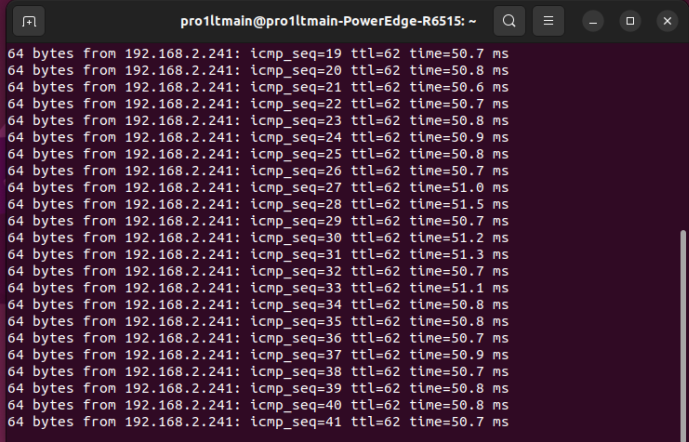 pro1ltmain@pro1ltmain-PowerEdge-R6515: ~
64 bytes from 192.168.2.241: icmp_seq=19 ttl=62 time=50.7 ms
64 bytes from 192.168.2.241: icmp_seq=20 ttl=62 time=50.8 ms
64 bytes from 192.168.2.241: icmp_seq=21 ttl=62 time=50.6 ms
64 bytes from 192.168.2.241: icmp_seq=22 ttl=62 time=50.7 ms
64 bytes from 192.168.2.241: icmp_seq=23 ttl=62 time=50.8 ms
64 bytes from 192.168.2.241: icmp_seq=24 ttl=62 time=50.9 ms
64 bytes from 192.168.2.241: icmp_seq=25 ttl=62 time=50.8 ms
64 bytes from 192.168.2.241: icmp_seq=26 ttl=62 time=50.7 ms
64 bytes from 192.168.2.241: icmp_seq=27 ttl=62 time=51.0 ms
64 bytes from 192.168.2.241: icmp_seq=28 ttl=62 time=51.5 ms
64 bytes from 192.168.2.241: icmp_seq=29 ttl=62 time=50.7 ms
64 bytes from 192.168.2.241: icmp_seq=30 ttl=62 time=51.2 ms
64 bytes from 192.168.2.241: icmp_seq=31 ttl=62 time=51.3 ms
64 bytes from 192.168.2.241: icmp_seq=32 ttl=62 time=50.7 ms
64 bytes from 192.168.2.241: icmp_seq=33 ttl=62 time=51.1 ms
64 bytes from 192.168.2.241: icmp_seq=34 ttl=62 time=50.8 ms
64 bytes from 192.168.2.241: icmp_seq=35 ttl=62 time=50.8 ms
64 bytes from 192.168.2.241: icmp_seq=36 ttl=62 time=50.7 ms
64 bytes from 192.168.2.241: icmp_seq=37 ttl=62 time=50.9 ms
64 bytes from 192.168.2.241: icmp_seq=38 ttl=62 time=50.7 ms
64 bytes from 192.168.2.241: icmp_seq=39 ttl=62 time=50.8 ms
64 bytes from 192.168.2.241: icmp_seq=40 ttl=62 time=50.8 ms
64 bytes from 192.168.2.241: icmp_seq=41 ttl=62 time=50.7 ms